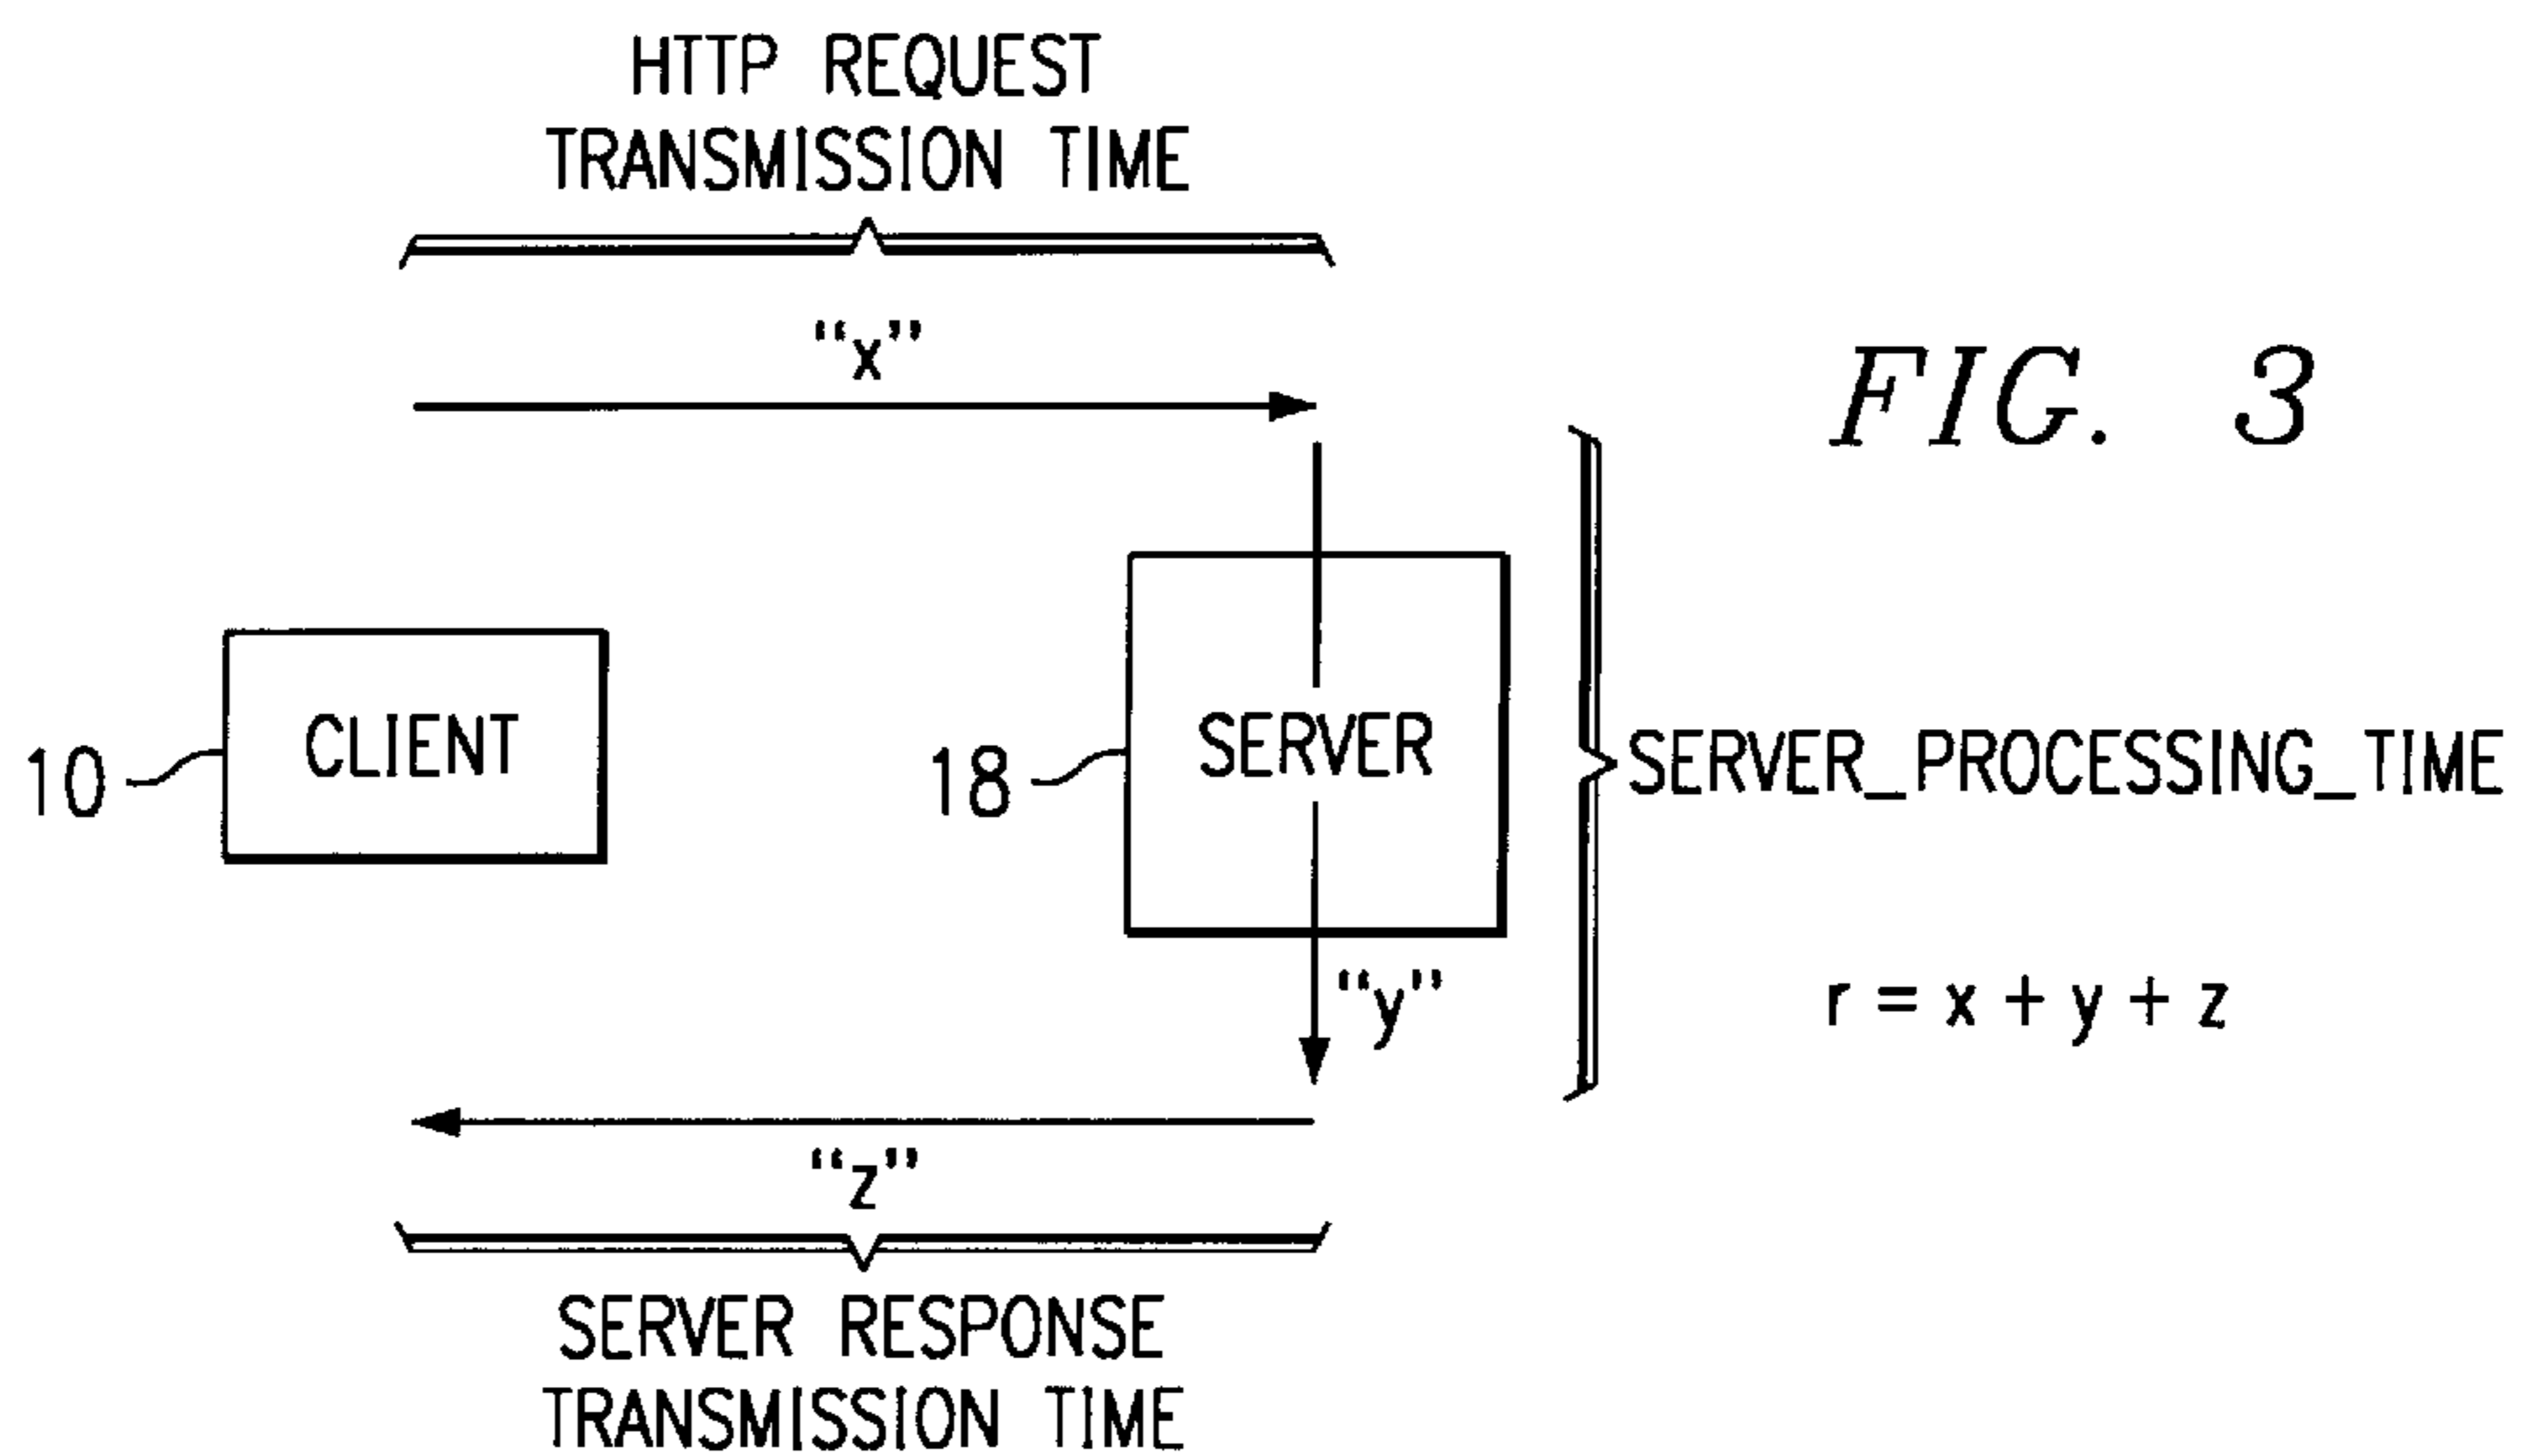 HTTP REQUEST
TRANSMISSION TIME
“x”
FIG. 3
10
CLIENT
18
SERVER
SERVER_PROCESSING_TIME
“y”
r = x + y + z
“z”
SERVER RESPONSE
TRANSMISSION TIME